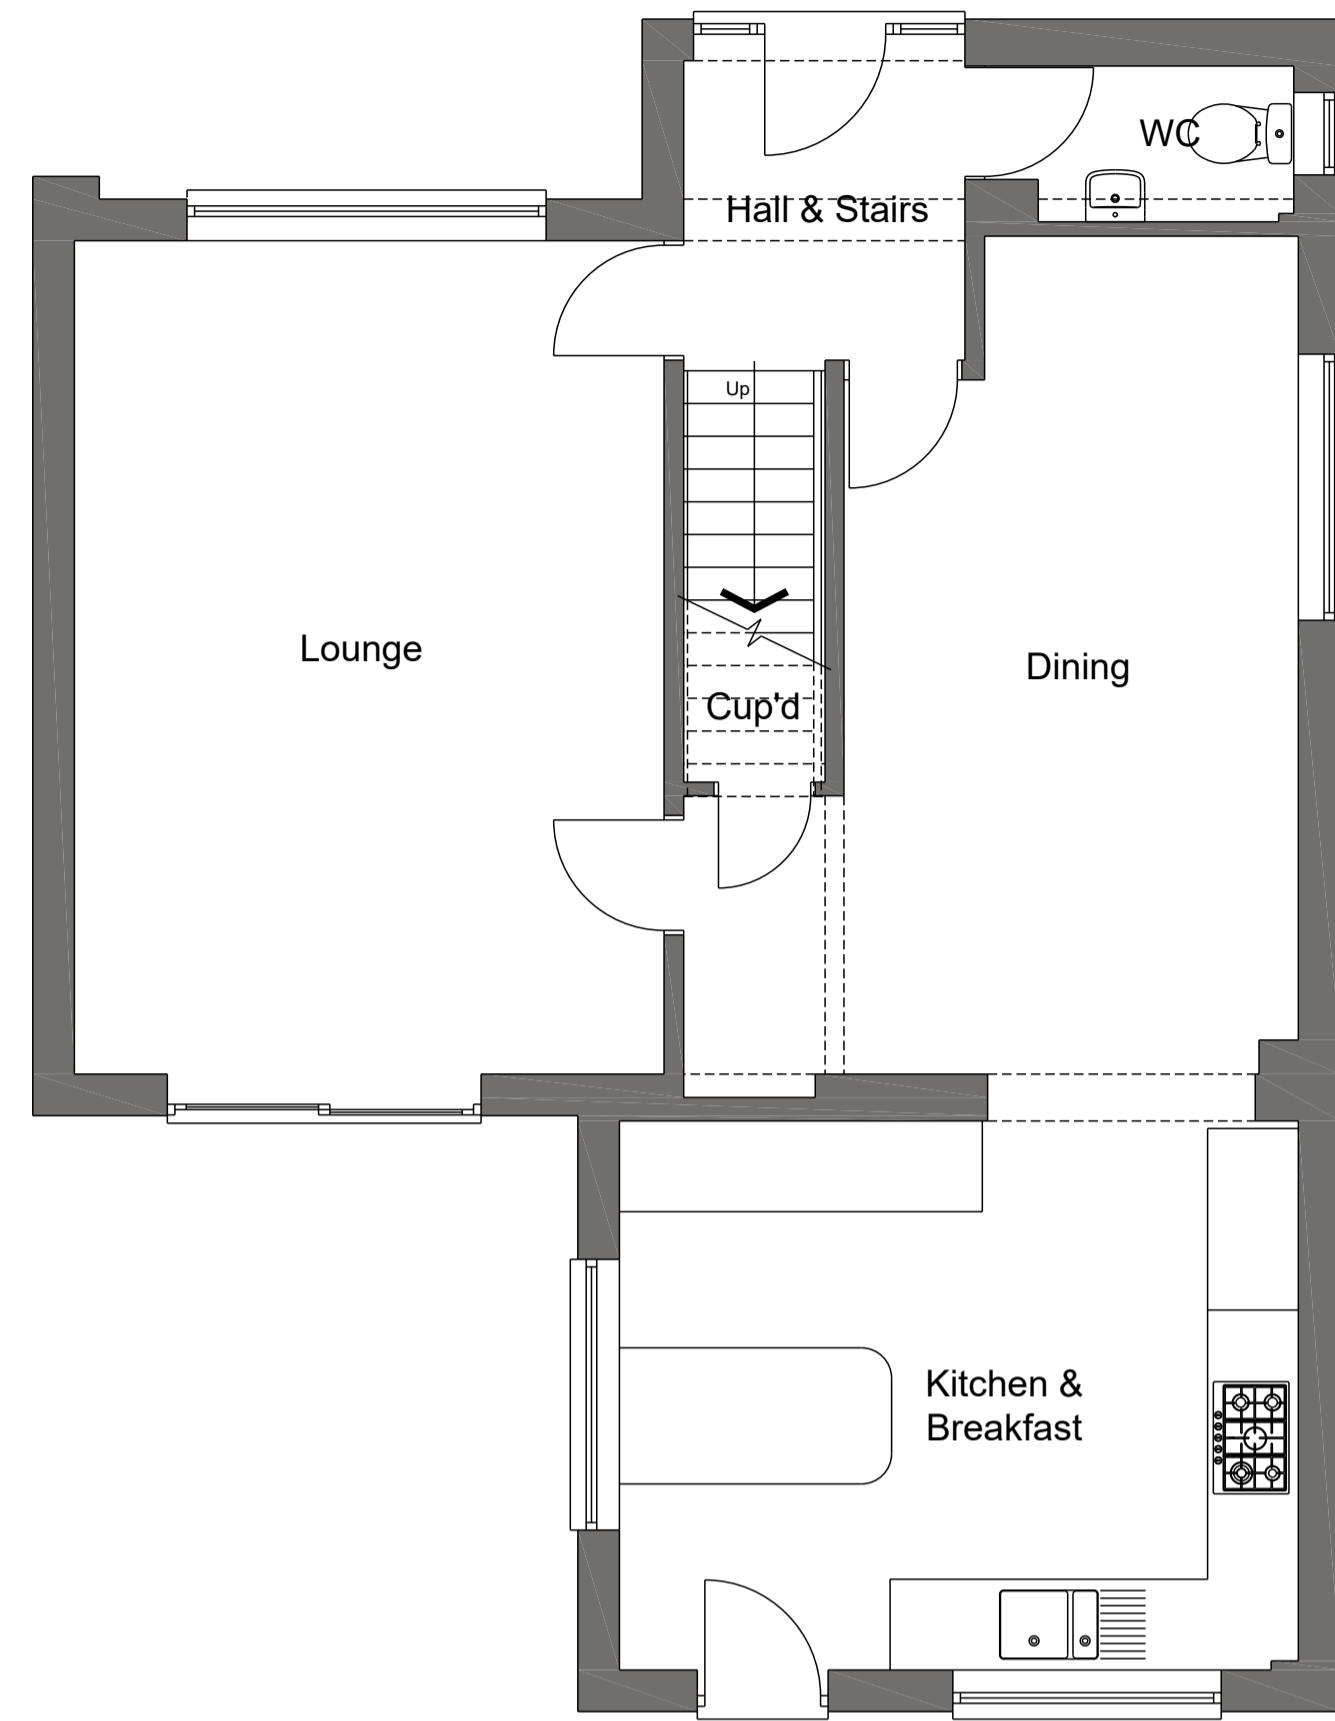 WC
Hall & Stairs
Up
Lounge
Dining
Cup'd
Kitchen &
Breakfast